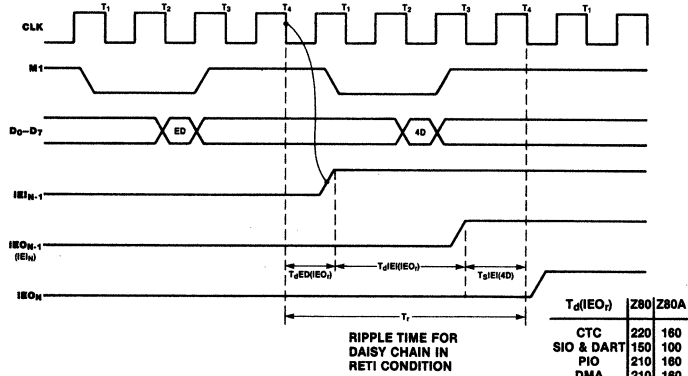 T1 T2 T3 T4 T1 T2 T3 T4 T1
CLK
M1
D0–D7 ED 4D
IEIN-1
IEON-1
(IEIN)
TdED(IEOr) TdIEI(IEOr) TSIEI(4D)
IEON
Tr
RIPPLE TIME FOR
DAISY CHAIN IN
RETI CONDITION
Td(IEOr) Z80 Z80A
CTC 220 160
SIO & DART 150 100
PIO 210 160
DMA 210 160